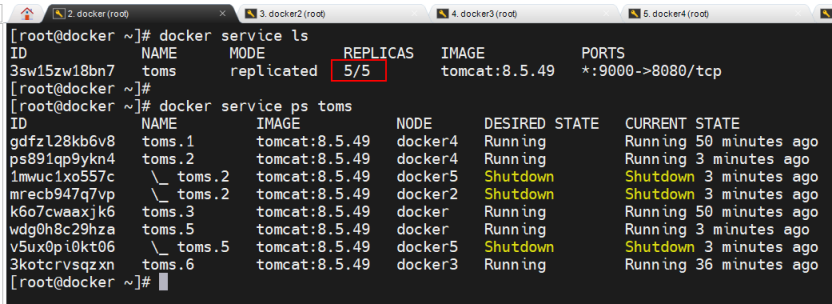 2. docker (root) × 3. docker2 (root) 4. docker3 (root) 5. docker4 (root)
[root@docker ~]# docker service ls
ID NAME MODE REPLICAS IMAGE PORTS
3sw15zw18bn7 toms replicated 5/5 tomcat:8.5.49 *:9000->8080/tcp
[root@docker ~]#
[root@docker ~]# docker service ps toms
ID NAME IMAGE NODE DESIRED STATE CURRENT STATE
gdfzl28kb6v8 toms.1 tomcat:8.5.49 docker4 Running Running 50 minutes ago
ps891qp9ykn4 toms.2 tomcat:8.5.49 docker4 Running Running 3 minutes ago
1mwuc1xo557c \_ toms.2 tomcat:8.5.49 docker5 Shutdown Shutdown 3 minutes ago
mrecb947q7vp \_ toms.2 tomcat:8.5.49 docker2 Shutdown Shutdown 3 minutes ago
k6o7cwaaxjk6 toms.3 tomcat:8.5.49 docker Running Running 50 minutes ago
wdg0h8c29hza toms.5 tomcat:8.5.49 docker Running Running 3 minutes ago
v5ux0pi0kt06 \_ toms.5 tomcat:8.5.49 docker5 Shutdown Shutdown 3 minutes ago
3kotcrvsqzxn toms.6 tomcat:8.5.49 docker3 Running Running 36 minutes ago
[root@docker ~]#